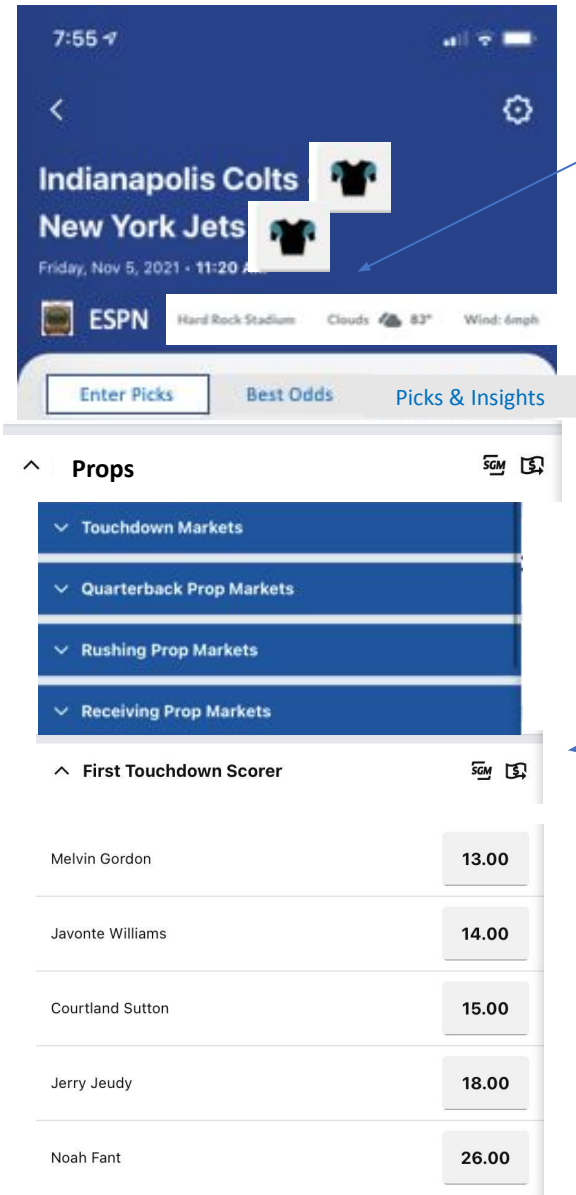 7:55
Indianapolis Colts
New York Jets
Friday, Nov 5, 2021 • 11:20
ESPN Hard Rock Stadium Clouds 83° Wind: 6mph
Enter Picks Best Odds Picks & Insights
Props SGM $
Touchdown Markets
Quarterback Prop Markets
Rushing Prop Markets
Receiving Prop Markets
First Touchdown Scorer SGM $
Melvin Gordon 13.00
Javonte Williams 14.00
Courtland Sutton 15.00
Jerry Jeudy 18.00
Noah Fant 26.00